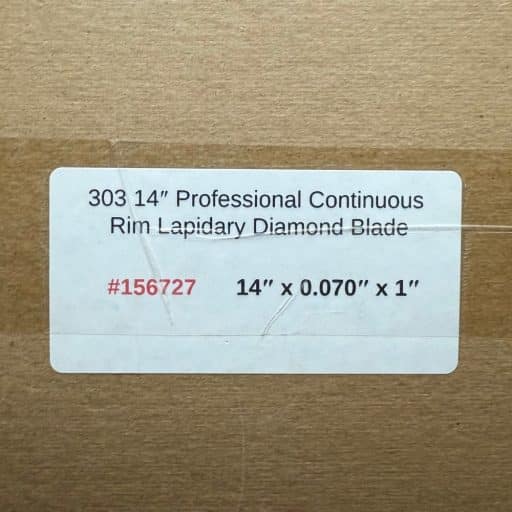 303 14″ Professional Continuous
Rim Lapidary Diamond Blade
#156727 14″ x 0.070″ x 1″